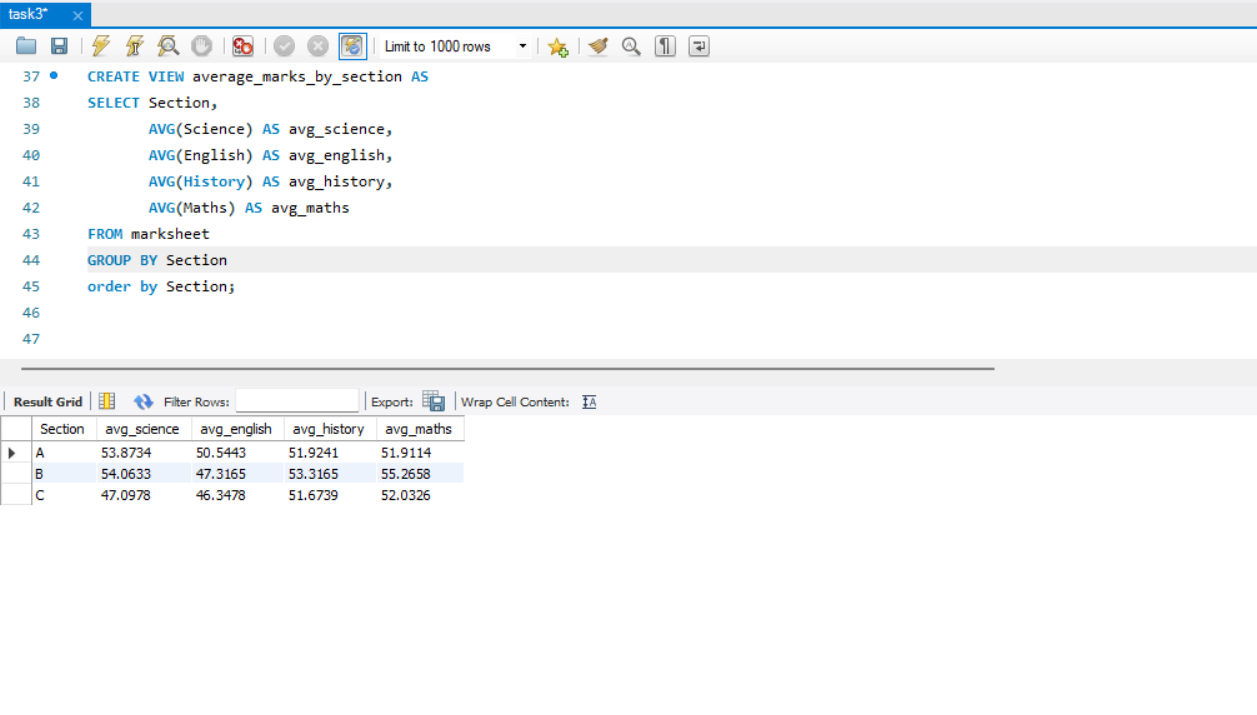 task3*
Limit to 1000 rows
37 CREATE VIEW average_marks_by_section AS
38 SELECT Section,
39 AVG(Science) AS avg_science,
40 AVG(English) AS avg_english,
41 AVG(History) AS avg_history,
42 AVG(Maths) AS avg_maths
43 FROM marksheet
44 GROUP BY Section
45 order by Section;
46
47
Result Grid Filter Rows: Export: Wrap Cell Content: IA
Section avg_science avg_english avg_history avg_maths
A 53.8734 50.5443 51.9241 51.9114
B 54.0633 47.3165 53.3165 55.2658
C 47.0978 46.3478 51.6739 52.0326